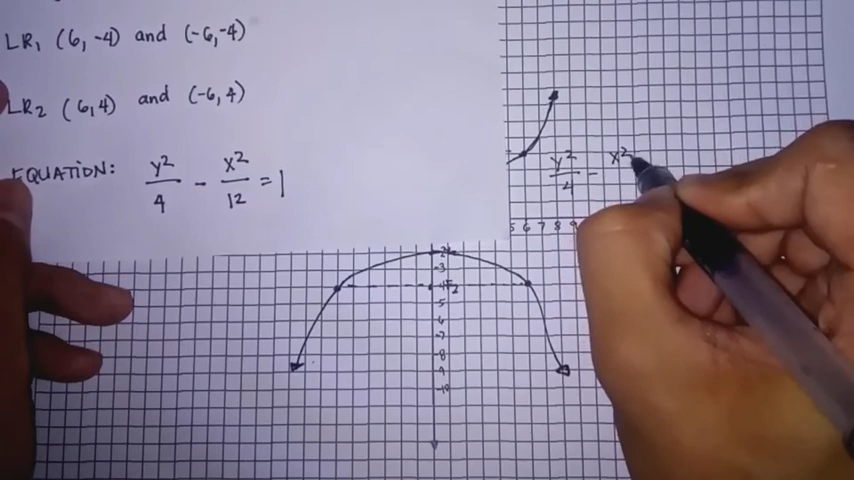 LR₁ (6, -4) and (-6, -4)
LR₂ (6, 4) and (-6, 4)
EQUATION: y²/4 - x²/12 = 1
y²/4 - x²
5 6 7 8 9
-2
-3
-4 F₂
-5
-6
-7
-8
-9
-10